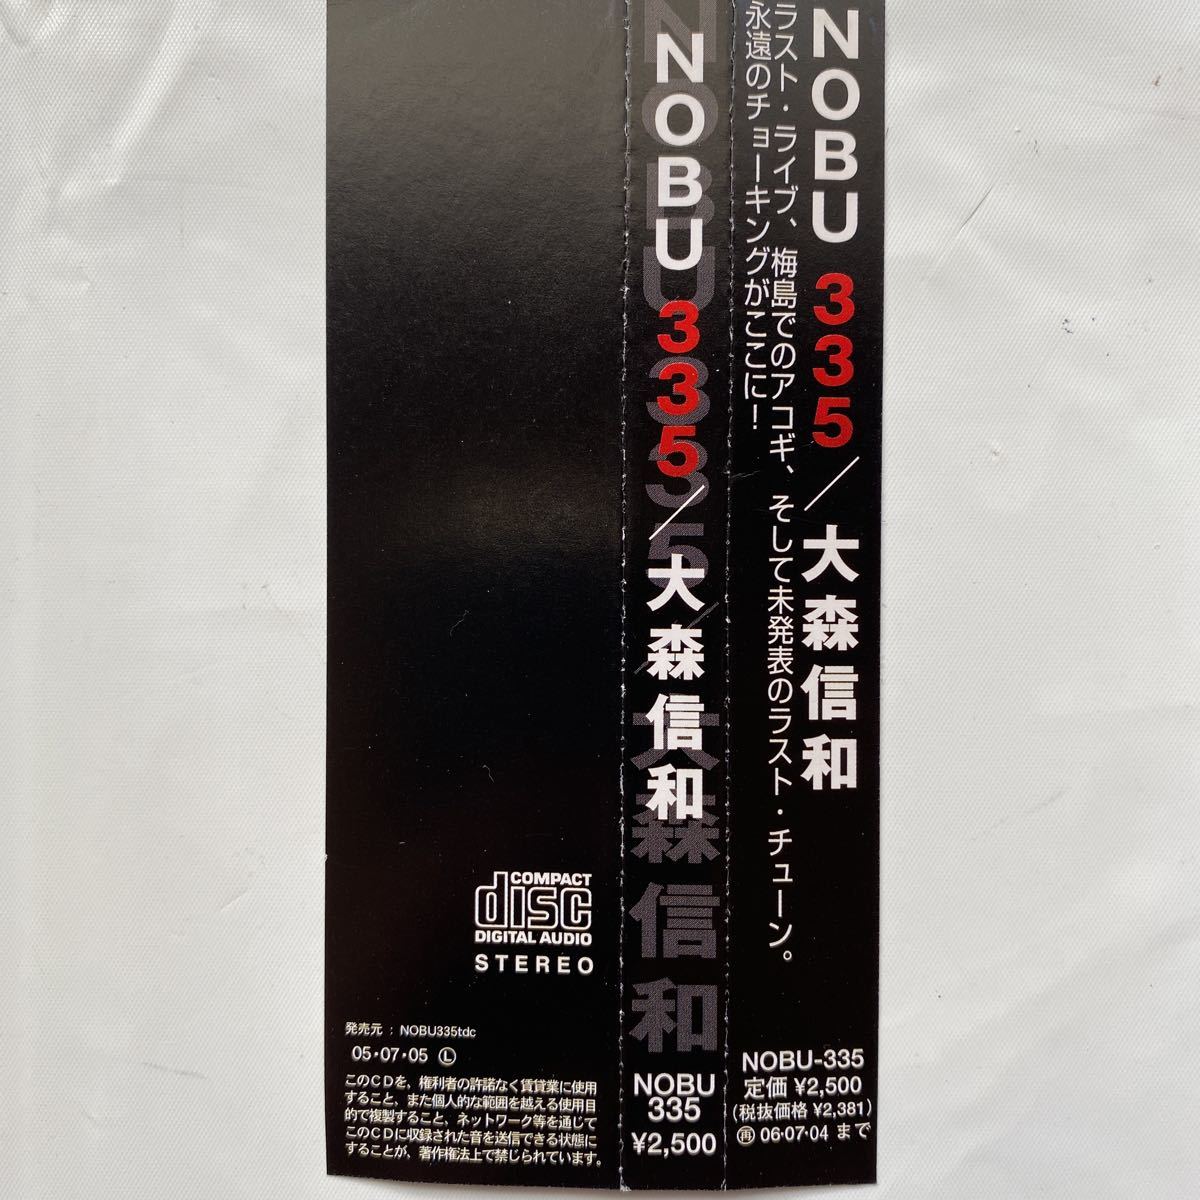 NOBU 335／大森信和
ラスト・ライブ、梅島でのアコギ、そして未発表のラスト・チューン。
永遠のチョーキングがここに！
NOBU-335
定価 ¥2,500
(税抜価格 ¥2,381)
再 06・07・04 まで
NOBU 335／大森信和
NOBU 335／大森信和
NOBU
335
¥2,500
COMPACT
disc
DIGITAL AUDIO
STEREO
発売元 : NOBU335tdc
05・07・05 Ⓛ
このCDを、権利者の許諾なく賃貸業に使用
すること、また個人的な範囲を越える使用目
的で複製すること、ネットワーク等を通じて
このCDに収録された音を送信できる状態に
することが、著作権法上で禁じられています。